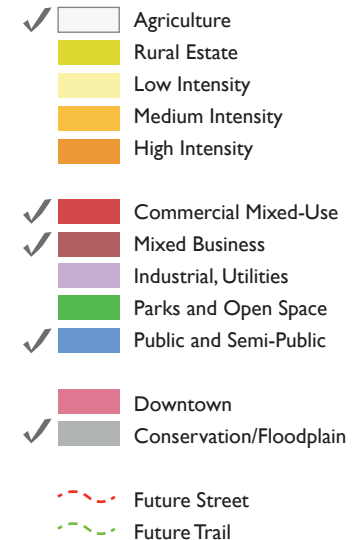 Agriculture
Rural Estate
Low Intensity
Medium Intensity
High Intensity
Commercial Mixed-Use
Mixed Business
Industrial, Utilities
Parks and Open Space
Public and Semi-Public
Downtown
Conservation/Floodplain
Future Street
Future Trail